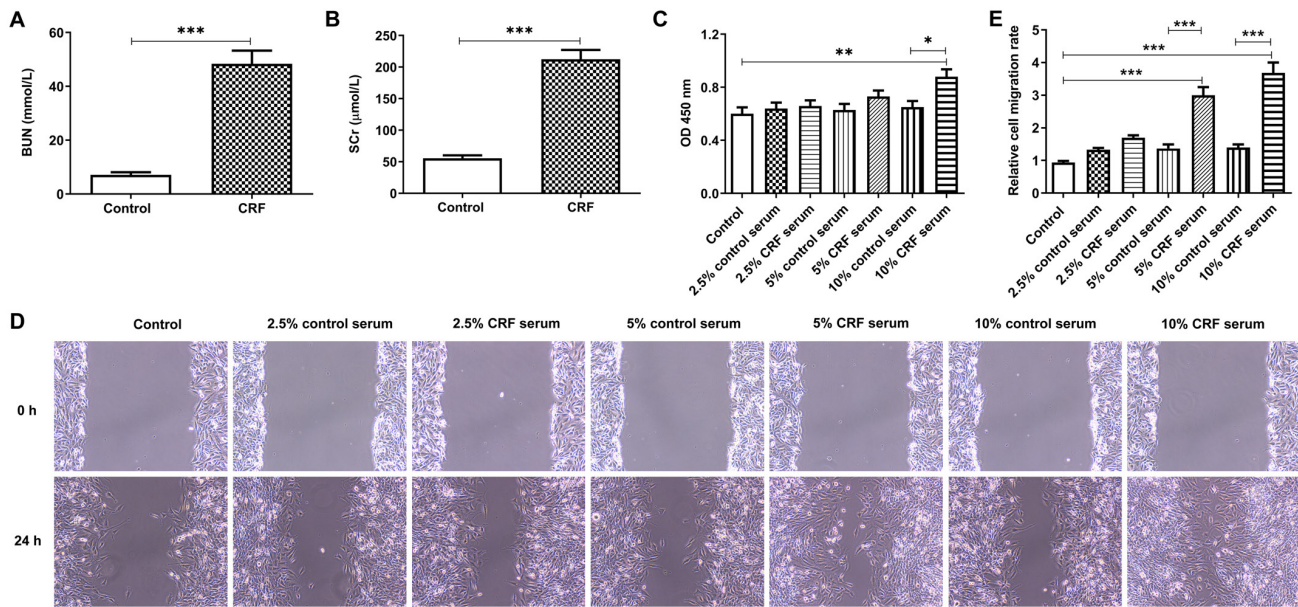 A
BUN (mmol/L)
60
40
20
0
***
Control
CRF
B
SCr (μmol/L)
250
200
150
100
50
0
***
Control
CRF
C
OD 450 nm
1.2
0.9
0.6
0.3
0.0
**
*
Control
2.5% control serum
2.5% CRF serum
5% control serum
5% CRF serum
10% control serum
10% CRF serum
E
Relative cell migration rate
5
4
3
2
1
0
***
***
***
***
Control
2.5% control serum
2.5% CRF serum
5% control serum
5% CRF serum
10% control serum
10% CRF serum
D
Control
2.5% control serum
2.5% CRF serum
5% control serum
5% CRF serum
10% control serum
10% CRF serum
0 h
24 h